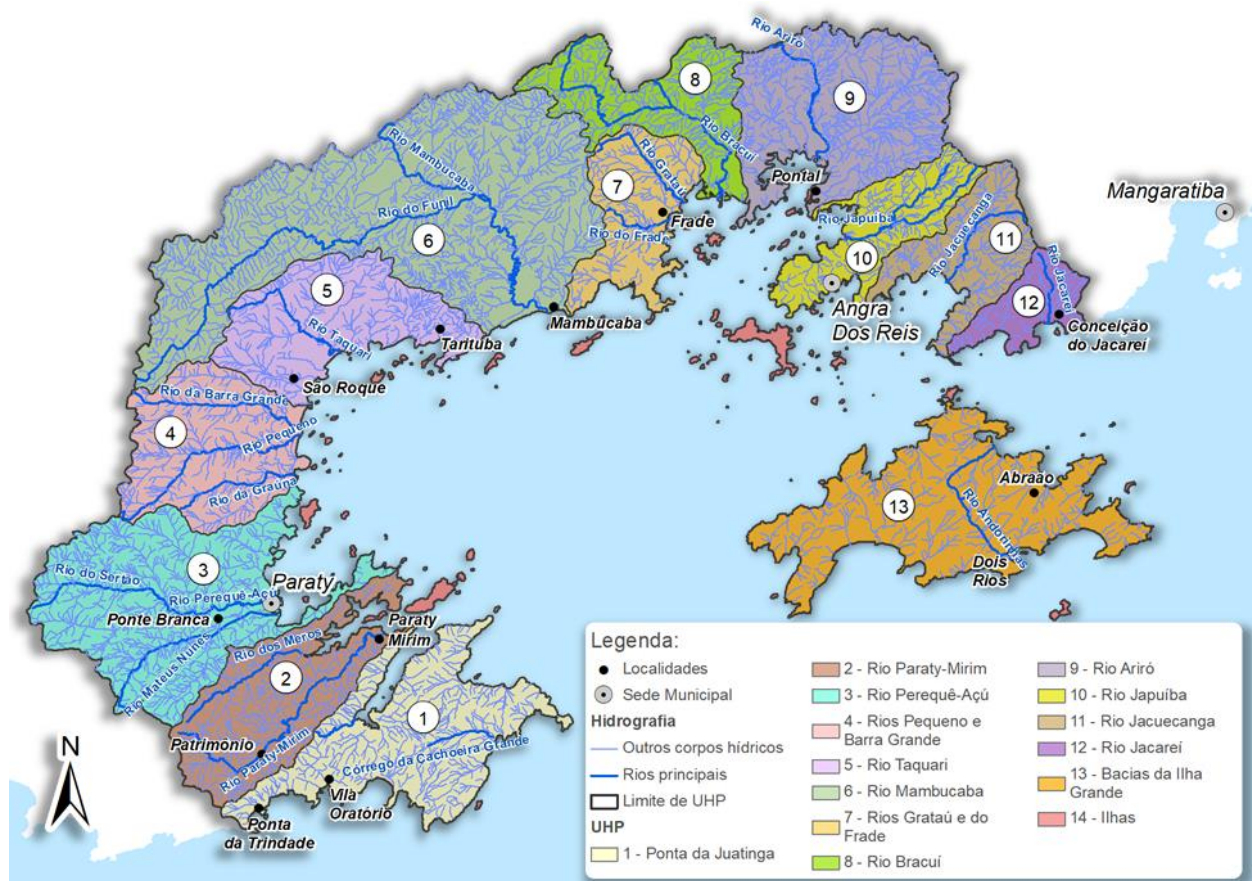 Rio Ariró
8
9
Rio Bracuí
Rio Mambucaba
Rio Grataú
7
Pontal
Mangaratiba
Frade
Rio do Funil
Rio Japuíba
Rio Jacuecanga
11
Rio do Frade
6
10
Rio Jacareí
5
12
Mambucaba
Angra
Dos Reis
Conceição
do Jacareí
Rio Taquari
Tarituba
São Roque
Rio da Barra Grande
4
Rio Pequeno
Rio da Graúna
Abraão
13
Rio Andorinhas
3
Dois
Rios
Rio do Sertão
Paraty
Rio Perequê-Açú
Ponte Branca
Paraty
Mirim
Rio dos Meros
Rio Mateus Nunes
2
1
Patrimônio
Rio Paraty-Mirim
Córrego da Cachoeira Grande
Vila
Oratório
Ponta
da Trindade
N
Legenda:
Localidades
Sede Municipal
Hidrografia
Outros corpos hídricos
Rios principais
Limite de UHP
UHP
1 - Ponta da Juatinga
2 - Rio Paraty-Mirim
3 - Rio Perequê-Açú
4 - Rios Pequeno e
Barra Grande
5 - Rio Taquari
6 - Rio Mambucaba
7 - Rios Grataú e do
Frade
8 - Rio Bracuí
9 - Rio Ariró
10 - Rio Japuíba
11 - Rio Jacuecanga
12 - Rio Jacareí
13 - Bacias da Ilha
Grande
14 - Ilhas